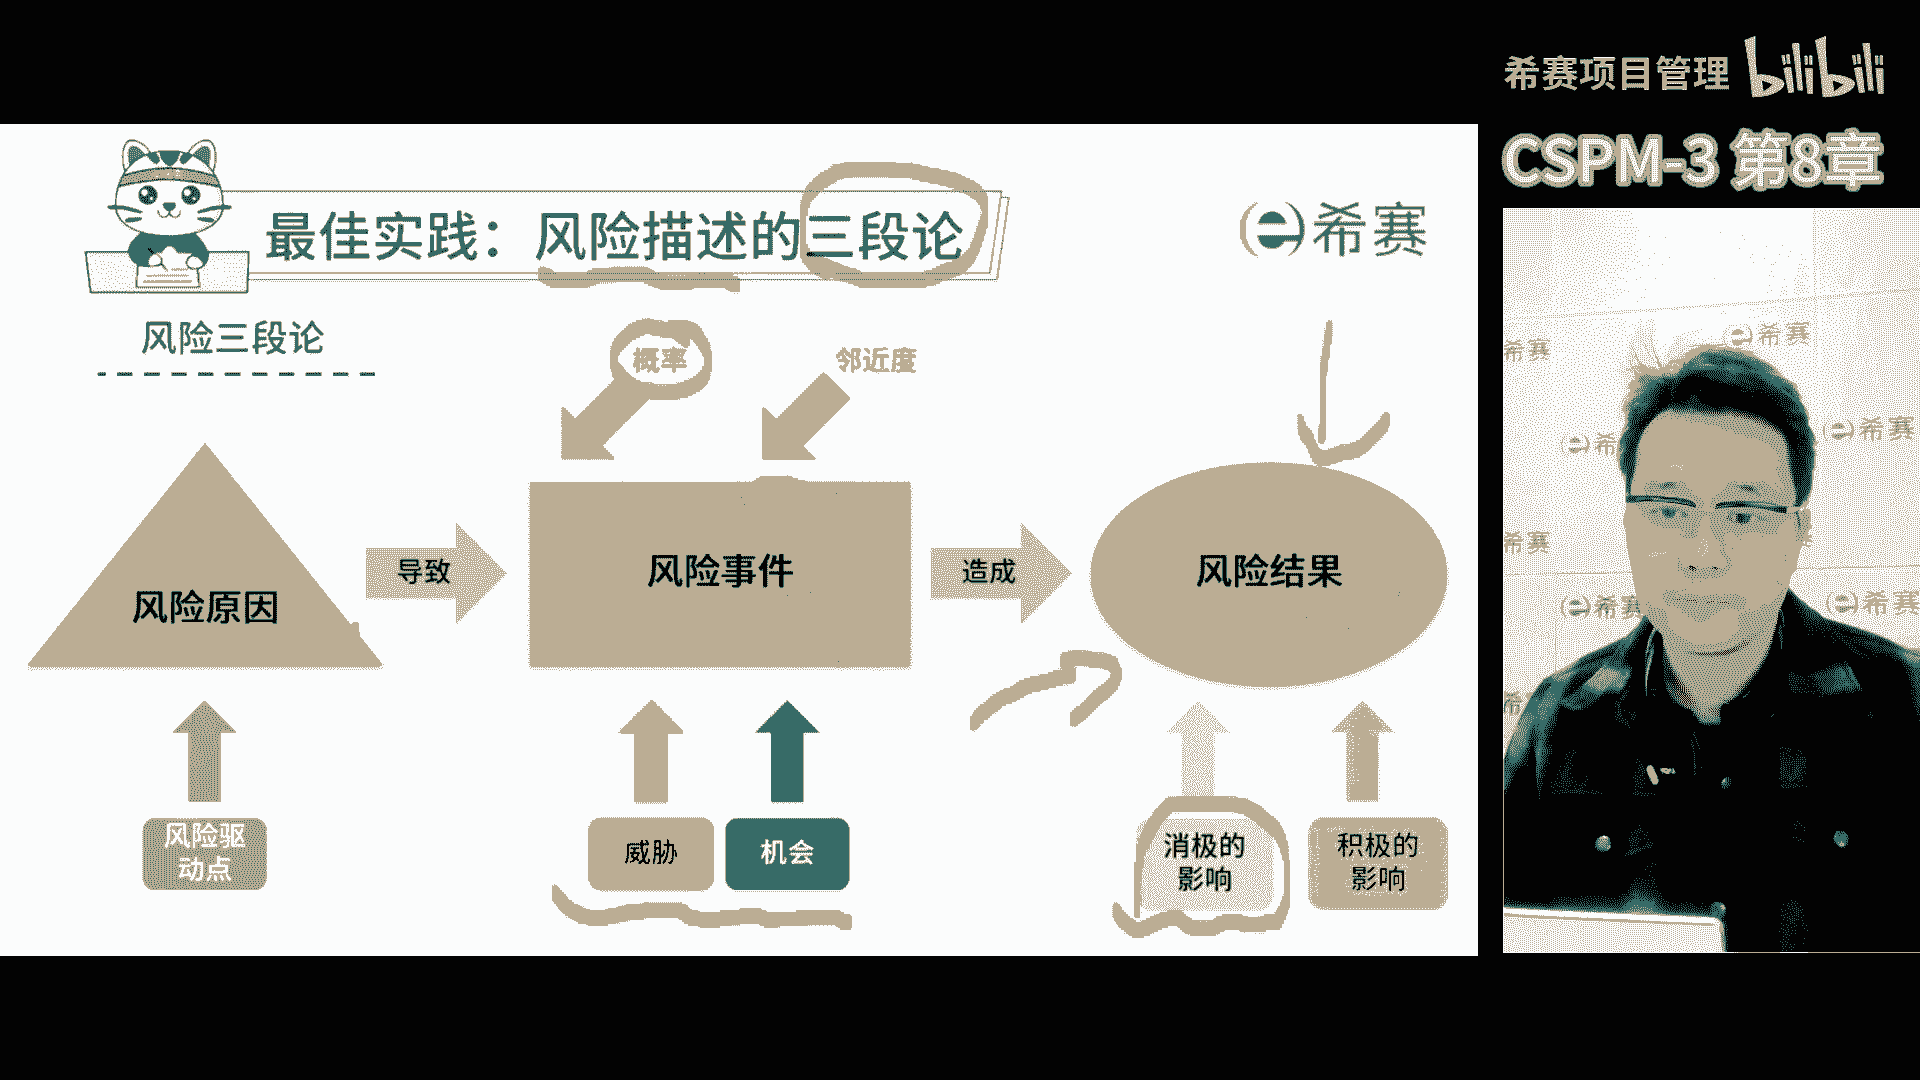 希赛项目管理 bilibili
CSPM-3 第8章
最佳实践：风险描述的三段论
希赛
风险三段论
概率
邻近度
风险原因
导致
风险事件
造成
风险结果
风险驱
动点
威胁
机会
消极的
影响
积极的
影响
希赛
希赛
希赛
希赛
希赛
希赛
希赛